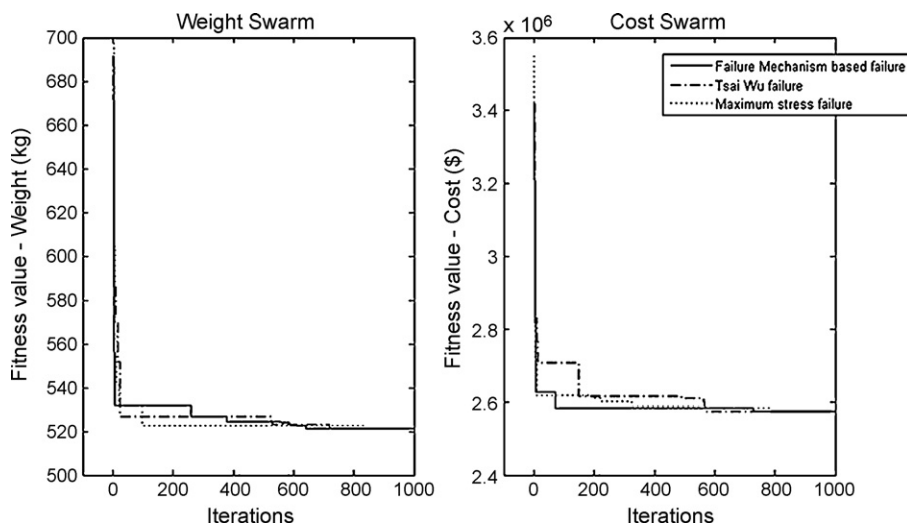 Weight Swarm
Fitness value - Weight (kg)
700
680
660
640
620
600
580
560
540
520
500
0 200 400 600 800 1000
Iterations
Cost Swarm
x 10⁶
Fitness value - Cost ($)
3.6
3.4
3.2
3
2.8
2.6
2.4
0 200 400 600 800 1000
Iterations
Failure Mechanism based failure
Tsai Wu failure
Maximum stress failure